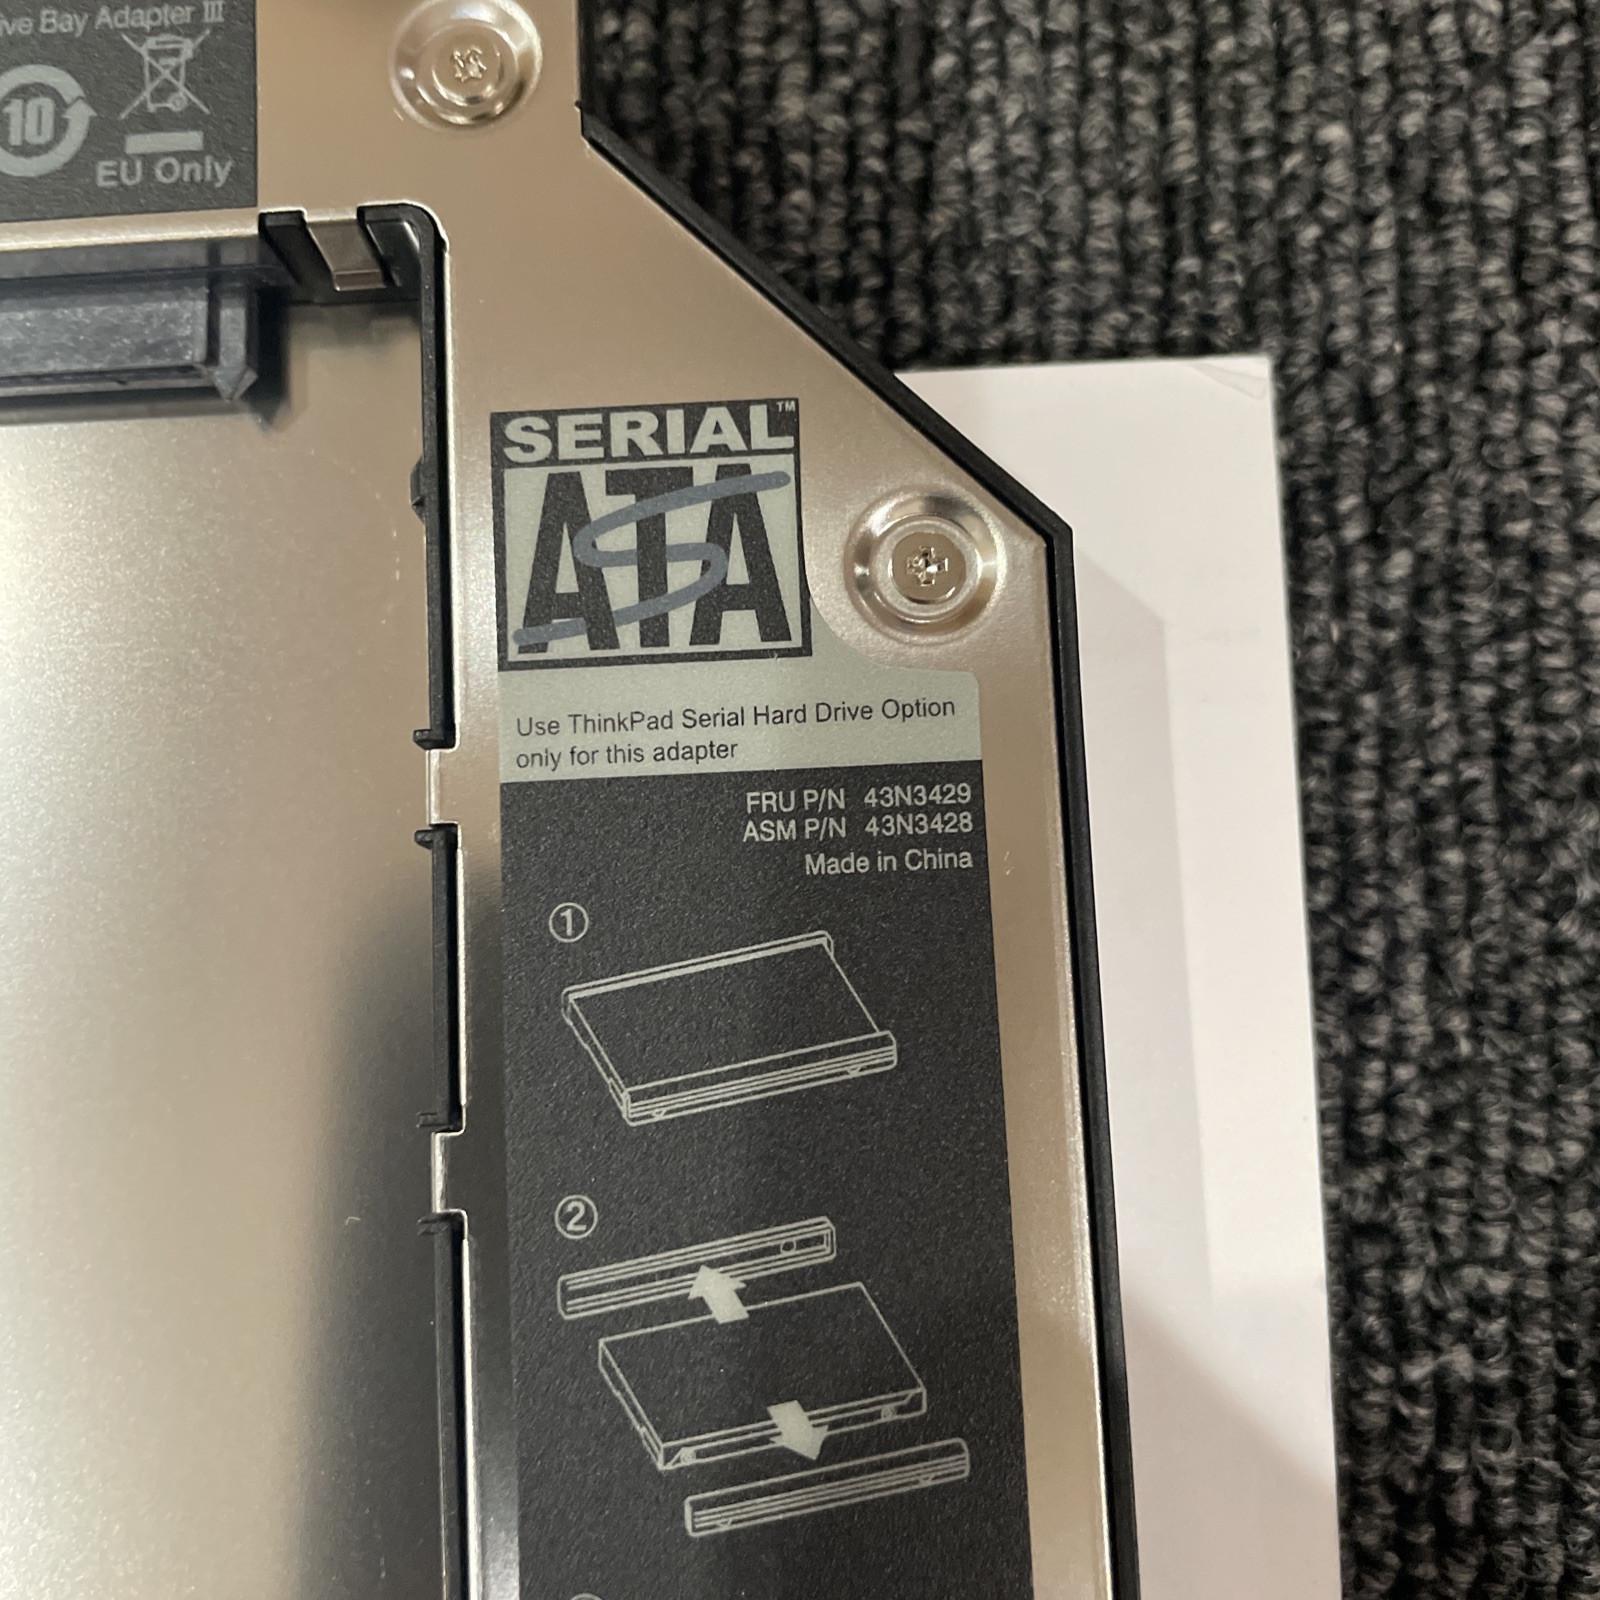 Bay Adapter III
10
EU Only
SERIAL™
ATA
Use ThinkPad Serial Hard Drive Option
only for this adapter
FRU P/N 43N3429
ASM P/N 43N3428
Made in China
①
②